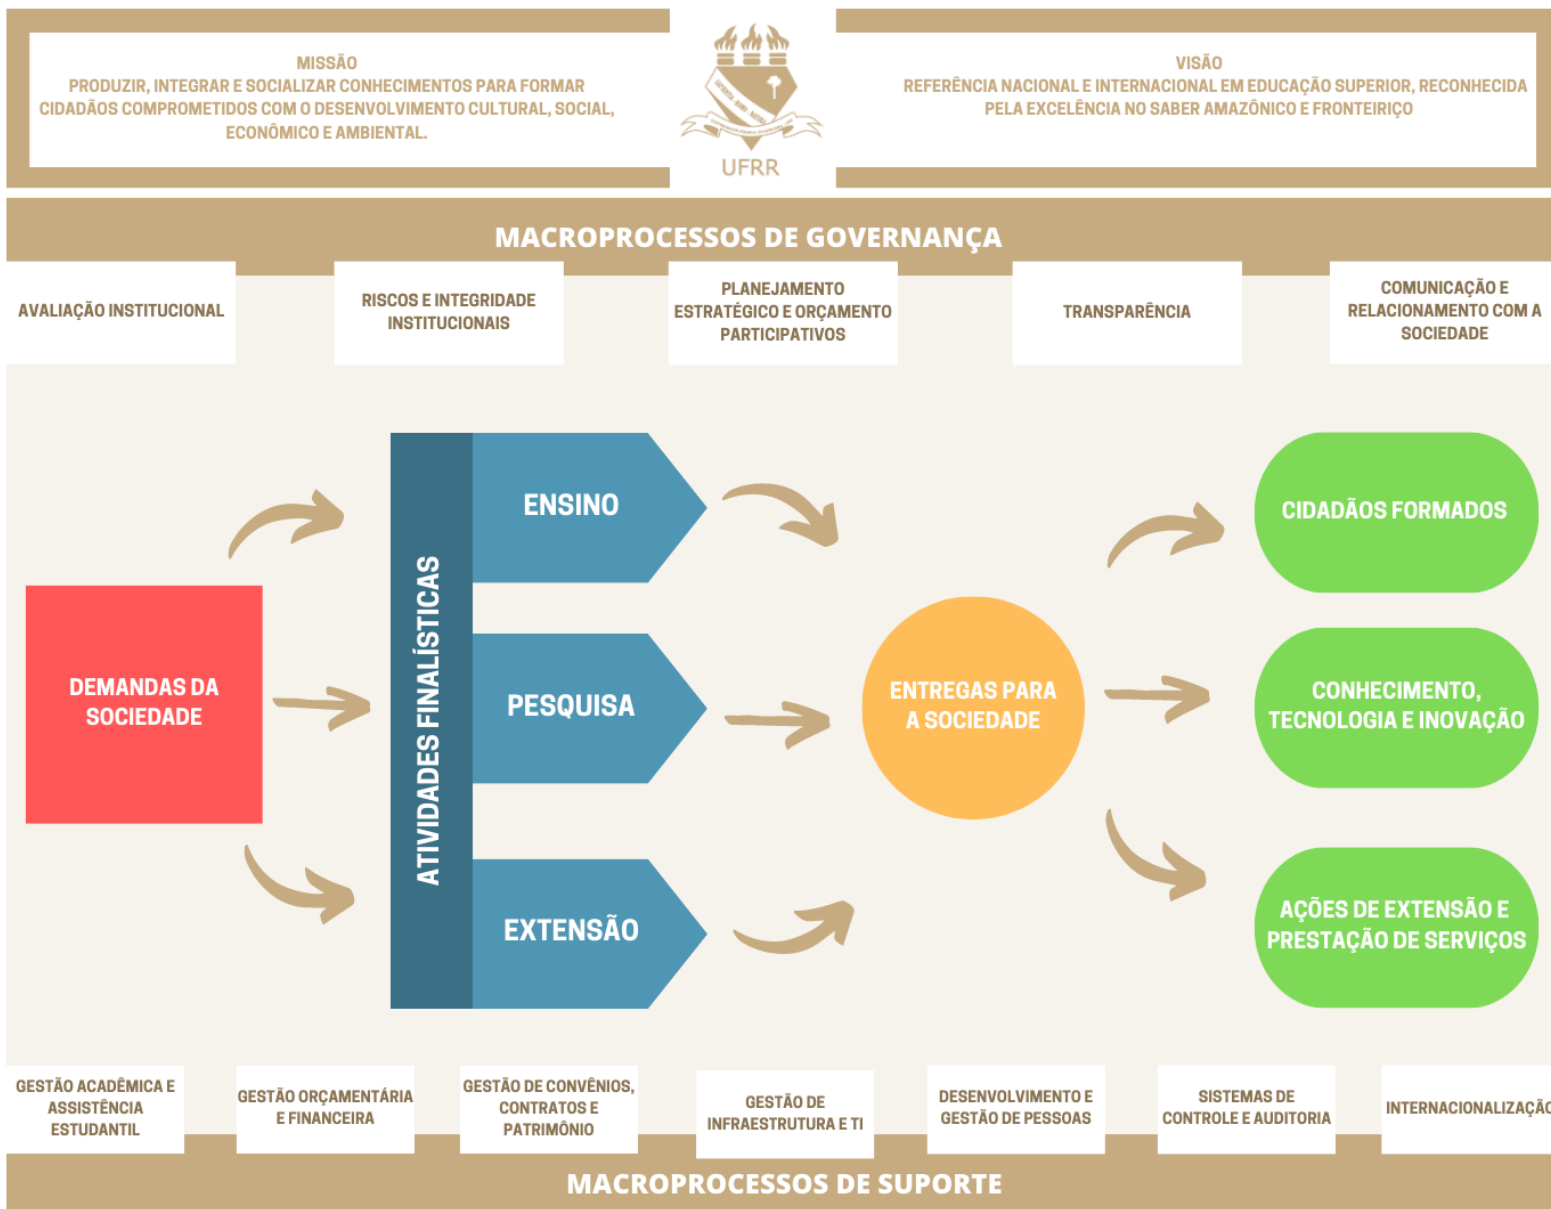 MISSÃO
PRODUZIR, INTEGRAR E SOCIALIZAR CONHECIMENTOS PARA FORMAR
CIDADÃOS COMPROMETIDOS COM O DESENVOLVIMENTO CULTURAL, SOCIAL,
ECONÔMICO E AMBIENTAL.
UFRR
VISÃO
REFERÊNCIA NACIONAL E INTERNACIONAL EM EDUCAÇÃO SUPERIOR, RECONHECIDA
PELA EXCELÊNCIA NO SABER AMAZÔNICO E FRONTEIRIÇO
MACROPROCESSOS DE GOVERNANÇA
AVALIAÇÃO INSTITUCIONAL
RISCOS E INTEGRIDADE
INSTITUCIONAIS
PLANEJAMENTO
ESTRATÉGICO E ORÇAMENTO
PARTICIPATIVOS
TRANSPARÊNCIA
COMUNICAÇÃO E
RELACIONAMENTO COM A
SOCIEDADE
DEMANDAS DA
SOCIEDADE
ATIVIDADES FINALÍSTICAS
ENSINO
PESQUISA
EXTENSÃO
ENTREGAS PARA
A SOCIEDADE
CIDADÃOS FORMADOS
CONHECIMENTO,
TECNOLOGIA E INOVAÇÃO
AÇÕES DE EXTENSÃO E
PRESTAÇÃO DE SERVIÇOS
GESTÃO ACADÊMICA E
ASSISTÊNCIA
ESTUDANTIL
GESTÃO ORÇAMENTÁRIA
E FINANCEIRA
GESTÃO DE CONVÊNIOS,
CONTRATOS E
PATRIMÔNIO
GESTÃO DE
INFRAESTRUTURA E TI
DESENVOLVIMENTO E
GESTÃO DE PESSOAS
SISTEMAS DE
CONTROLE E AUDITORIA
INTERNACIONALIZAÇÃO
MACROPROCESSOS DE SUPORTE